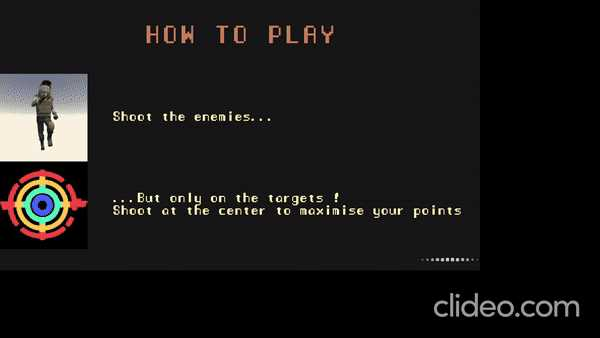 HOW TO PLAY
Shoot the enemies...
...But only on the targets !
Shoot at the center to maximise your points
clideo.com